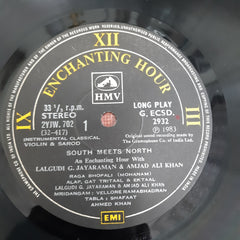 XII
ENCHANTING HOUR
IX
III
33 ⅓ r.p.m.
STEREO
2YJW. 702
(32-417)
1
INSTRUMENTAL CLASSICAL
VIOLIN & SAROD
HMV
LONG PLAY
G. ECSD.
2932
℗ 1983
Original sound recording made by
The Gramophone Co of India Ltd.
SOUTH MEETS NORTH
An Enchanting Hour With
LALGUDI G. JAYARAMAN & AMJAD ALI KHAN
RAGA BHOPALI (MOHANAM)
ALAP, GAT TRITAAL & EKTAAL
LALGUDI G. JAYARAMAN & AMJAD ALI KHAN
MRIDANGAM : VELLORE RAMABHADRAN
TABLA : SHAFAAT
AHMED KHAN
EMI